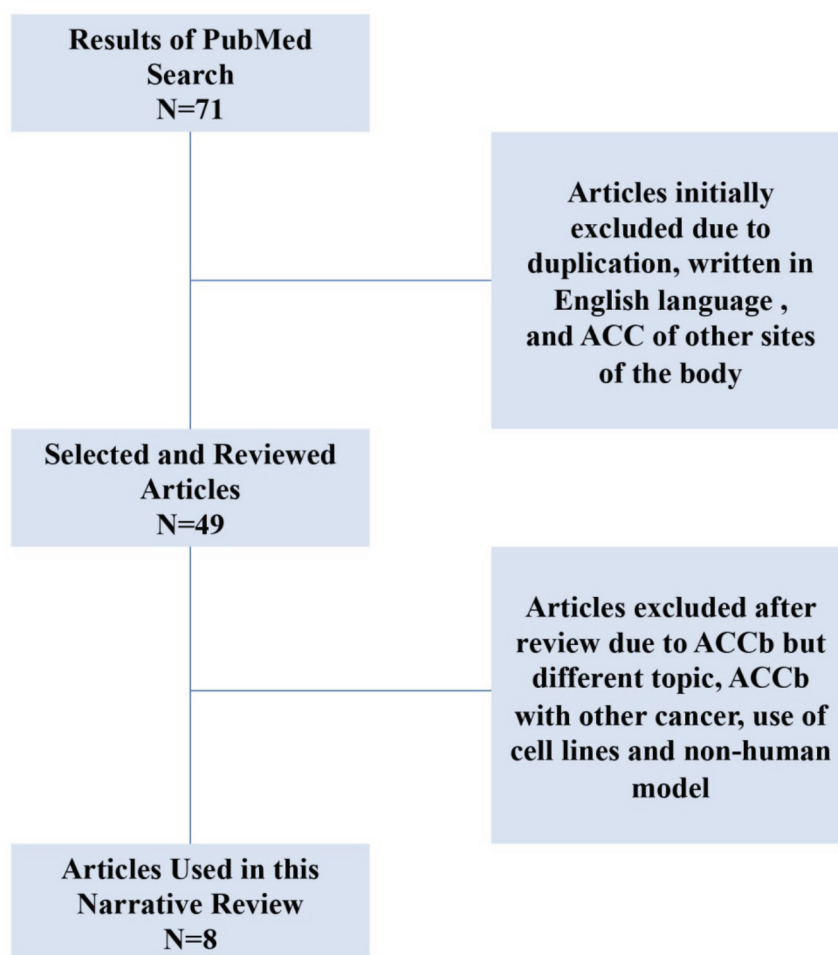 Results of PubMed
Search
N=71
Articles initially
excluded due to
duplication, written in
English language ,
and ACC of other sites
of the body
Selected and Reviewed
Articles
N=49
Articles excluded after
review due to ACCb but
different topic, ACCb
with other cancer, use of
cell lines and non-human
model
Articles Used in this
Narrative Review
N=8